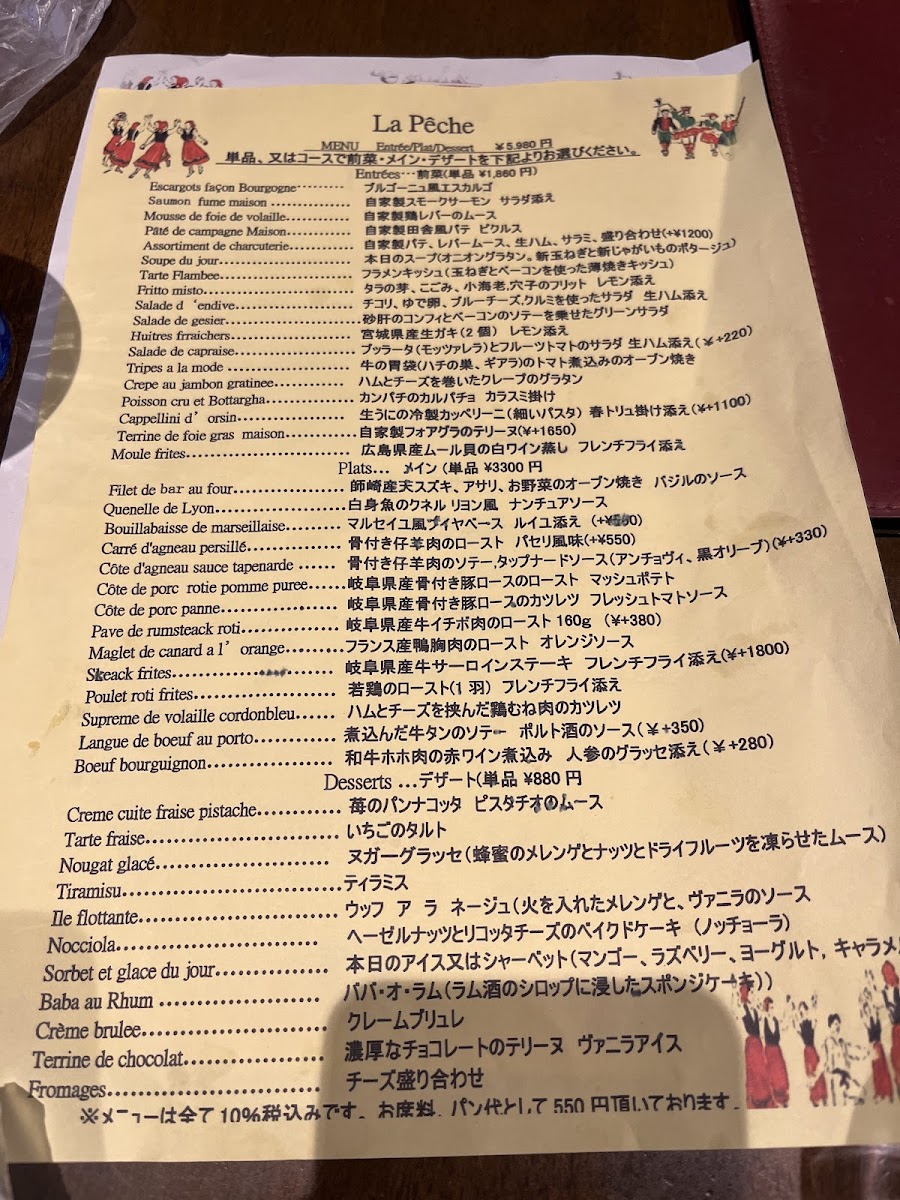 La Pêche
MENU Entrée/Plat/Dessert ¥5.980円
単品、又はコースで前菜・メイン・デザートを下記よりお選びください。
Entrées…前菜(単品 ¥1,860円)
Escargots façon Bourgogne……… ブルゴーニュ風エスカルゴ
Saumon fume maison …………… 自家製スモークサーモン サラダ添え
Mousse de foie de volaille………… 自家製鶏レバーのムース
Pâté de campagne Maison………… 自家製田舎風パテ ピクルス
Assortiment de charcuterie………… 自家製パテ、レバームース、生ハム、サラミ、盛り合わせ(+¥1200)
Soupe du jour…………………… 本日のスープ(オニオングラタン。新玉ねぎと新じゃがいものポタージュ)
Tarte Flambee…………………… フラメンキッシュ(玉ねぎとベーコンを使った薄焼きキッシュ)
Fritto misto……………………… タラの芽、こごみ、小海老,穴子のフリット レモン添え
Salade d'endive…………………… チコリ、ゆで卵、ブルーチーズ,クルミを使ったサラダ 生ハム添え
Salade de gesier…………………… 砂肝のコンフィとベーコンのソテーを乗せたグリーンサラダ
Huitres frraichers………………… 宮城県産生ガキ(2個) レモン添え
Salade de capraise………………… ブッラータ(モッツァレラ)とフルーツトマトのサラダ 生ハム添え(¥+220)
Tripes a la mode ………………… 牛の胃袋(ハチの巣、ギアラ)のトマト煮込みのオーブン焼き
Crepe au jambon gratinee………… ハムとチーズを巻いたクレープのグラタン
Poisson cru et Bottargha………… カンパチのカルパチョ カラスミ掛け
Cappellini d'orsin………………… 生うにの冷製カッペリーニ(細いパスタ) 春トリュ掛け添え(¥+1100)
Terrine de foie gras maison………… 自家製フォアグラのテリーヌ(¥+1650)
Moule frites……………………… 広島県産ムール貝の白ワイン蒸し フレンチフライ添え
Plats… メイン(単品 ¥3300円
Filet de bar au four……………… 師崎産天スズキ、アサリ、お野菜のオーブン焼き バジルのソース
Quenelle de Lyon………………… 白身魚のクネル リヨン風 ナンチュアソース
Bouillabaisse de marseillaise……… マルセイユ風ブイヤベース ルイユ添え
Carré d'agneau persillé…………… 骨付き仔羊肉のロースト パセリ風味(+¥550)
Côte d'agneau sauce tapenarde …… 骨付き仔羊肉のソテー,タップナードソース(アンチョヴィ、黒オリーブ)(¥+330)
Côte de porc rotie pomme puree…… 岐阜県産骨付き豚ロースのロースト マッシュポテト
Côte de porc panne……………… 岐阜県産骨付き豚ロースのカツレツ フレッシュトマトソース
Pave de rumsteack roti…………… 岐阜県産牛イチボ肉のロースト 160g (¥+380)
Maglet de canard a l'orange……… フランス産鴨胸肉のロースト オレンジソース
Steack frites……………………… 岐阜県産牛サーロインステーキ フレンチフライ添え(¥+1800)
Poulet roti frites………………… 若鶏のロースト(1羽) フレンチフライ添え
Supreme de volaille cordonbleu…… ハムとチーズを挟んだ鶏むね肉のカツレツ
Langue de boeuf au porto………… 煮込んだ牛タンのソテー ポルト酒のソース(¥+350)
Boeuf bourguignon……………… 和牛ホホ肉の赤ワイン煮込み 人参のグラッセ添え(¥+280)
Desserts …デザート(単品 ¥880円
Creme cuite fraise pistache………… 苺のパンナコッタ ピスタチオのムース
Tarte fraise……………………… いちごのタルト
Nougat glacé……………………… ヌガーグラッセ(蜂蜜のメレンゲとナッツとドライフルーツを凍らせたムース)
Tiramisu………………………… ティラミス
Ile flottante……………………… ウッフ ア ラ ネージュ(火を入れたメレンゲと、ヴァニラのソース
Nocciola………………………… ヘーゼルナッツとリコッタチーズのベイクドケーキ (ノッチョーラ)
Sorbet et glace du jour…………… 本日のアイス又はシャーベット(マンゴー、ラズベリー、ヨーグルト, キャラメ
Baba au Rhum ………………… ババ・オ・ラム(ラム酒のシロップに浸したスポンジケーキ))
Crème brulee…………………… クレームブリュレ
Terrine de chocolat……………… 濃厚なチョコレートのテリーヌ ヴァニラアイス
Fromages……………………… チーズ盛り合わせ
※メニューは全て10%税込みです。お席料、パン代として550円頂いております。